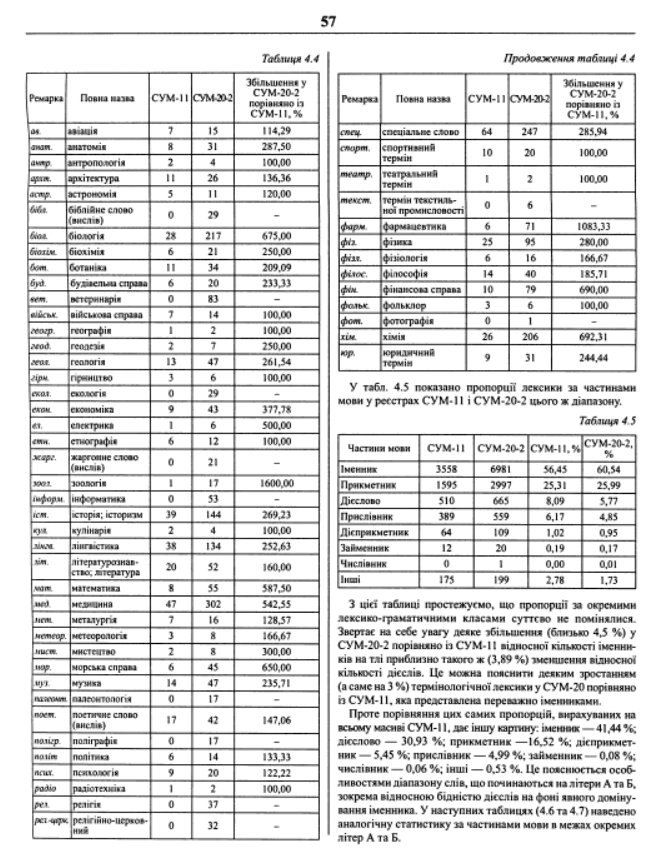 57
Таблиця 4.4
Ремарка Повна назва СУМ-11 СУМ-20-2 Збільшення у СУМ-20-2 порівняно із СУМ-11, %
ав. авіація 7 15 114,29
анат. анатомія 8 31 287,50
антр. антропологія 2 4 100,00
архт. архітектура 11 26 136,36
астр. астрономія 5 11 120,00
бібл. біблійне слово (вислів) 0 29 –
біол. біологія 28 217 675,00
біохім. біохімія 6 21 250,00
бот. ботаніка 11 34 209,09
буд. будівельна справа 6 20 233,33
вет. ветеринарія 0 83 –
військ. військова справа 7 14 100,00
геогр. географія 1 2 100,00
геод. геодезія 2 7 250,00
геол. геологія 13 47 261,54
гірн. гірництво 3 6 100,00
екол. екологія 0 29 –
екон. економіка 9 43 377,78
ел. електрика 1 6 500,00
етн. етнографія 6 12 100,00
жарг. жаргонне слово (вислів) 0 21 –
зоол. зоологія 1 17 1600,00
інформ. інформатика 0 53 –
іст. історія; історизм 39 144 269,23
кул. кулінарія 2 4 100,00
лінгв. лінгвістика 38 134 252,63
літ. літературознав-
ство; література 20 52 160,00
мат. математика 8 55 587,50
мед. медицина 47 302 542,55
мет. металургія 7 16 128,57
метеор. метеорологія 3 8 166,67
мист. мистецтво 2 8 300,00
мор. морська справа 6 45 650,00
муз. музика 14 47 235,71
палеонт. палеонтологія 0 17 –
поет. поетичне слово (вислів) 17 42 147,06
полігр. поліграфія 0 17 –
політ політика 6 14 133,33
псих. психологія 9 20 122,22
радіо радіотехніка 1 2 100,00
рел. релігія 0 37 –
рел-церк. релігійно-церков-
ний 0 32 –
Продовження таблиці 4.4
Ремарка Повна назва СУМ-11 СУМ-20-2 Збільшення у СУМ-20-2 порівняно із СУМ-11, %
спец. спеціальне слово 64 247 285,94
спорт. спортивний термін 10 20 100,00
театр. театральний термін 1 2 100,00
текст. термін текстиль-
ної промисловості 0 6 –
фарм. фармацевтика 6 71 1083,33
фіз. фізика 25 95 280,00
фізл. фізіологія 6 16 166,67
філос. філософія 14 40 185,71
фін. фінансова справа 10 79 690,00
фольк. фольклор 3 6 100,00
фот. фотографія 0 1 –
хім. хімія 26 206 692,31
юр. юридичний термін 9 31 244,44
У табл. 4.5 показано пропорції лексики за частинами
мови у реєстрах СУМ-11 і СУМ-20-2 цього ж діапазону.
Таблиця 4.5
Частини мови СУМ-11 СУМ-20-2 СУМ-11, % СУМ-20-2, %
Іменник 3558 6981 56,45 60,54
Прикметник 1595 2997 25,31 25,99
Дієслово 510 665 8,09 5,77
Прислівник 389 559 6,17 4,85
Дієприкметник 64 109 1,02 0,95
Займенник 12 20 0,19 0,17
Числівник 0 1 0,00 0,01
Інші 175 199 2,78 1,73
З цієї таблиці простежуємо, що пропорції за окремими
лексико-граматичними класами суттєво не помінялися.
Звертає на себе увагу деяке збільшення (близько 4,5 %) у
СУМ-20-2 порівняно із СУМ-11 відносної кількості іменни-
ків на тлі приблизно такого ж (3,89 %) зменшення відносної
кількості дієслів. Це можна пояснити деяким зростанням
(а саме на 3 %) термінологічної лексики у СУМ-20 порівняно
із СУМ-11, яка представлена переважно іменниками.
Проте порівняння цих самих пропорцій, вирахуваних на
всьому масиві СУМ-11, дає іншу картину: іменник — 41,44 %;
дієслово — 30,93 %; прикметник —16,52 %; дієприкмет-
ник — 5,45 %; прислівник — 4,99 %; займенник — 0,08 %;
числівник — 0,06 %; інші — 0,53 %. Це пояснюється особ-
ливостями діапазону слів, що починаються на літери А та Б,
зокрема відносною бідністю дієслів на фоні явного доміну-
вання іменника. У наступних таблицях (4.6 та 4.7) наведено
аналогічну статистику за частинами мови в межах окремих
літер А та Б.